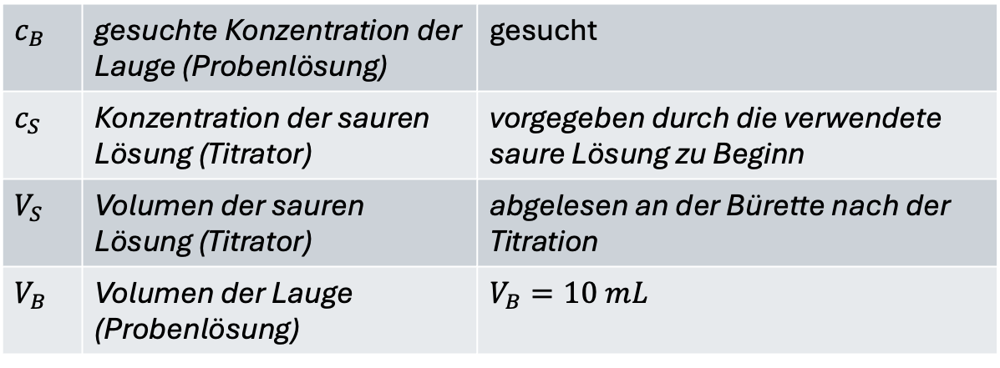 c_B gesuchte Konzentration der gesucht
Lauge (Probenlösung)
c_S Konzentration der sauren vorgegeben durch die verwendete
Lösung (Titrator) saure Lösung zu Beginn
V_S Volumen der sauren abgelesen an der Bürette nach der
Lösung (Titrator) Titration
V_B Volumen der Lauge V_B = 10 mL
(Probenlösung)